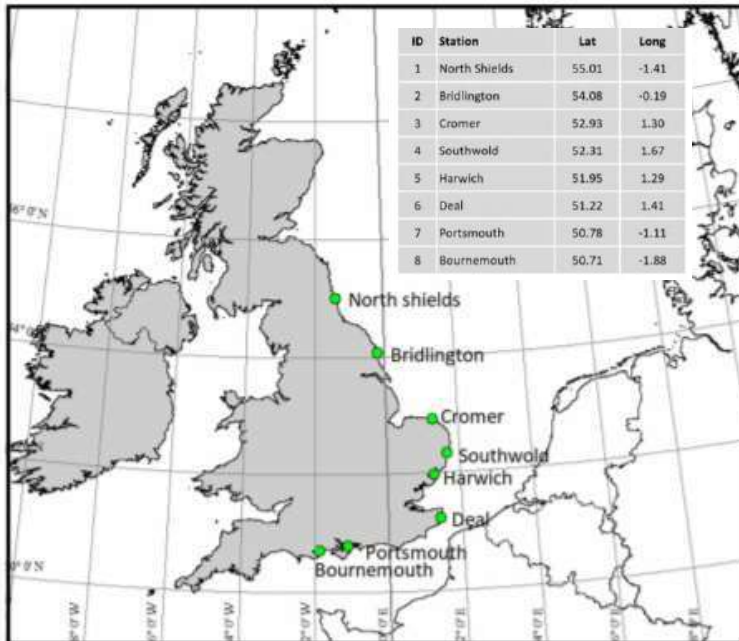 ID Station Lat Long
1 North Shields 55.01 -1.41
2 Bridlington 54.08 -0.19
3 Cromer 52.93 1.30
4 Southwold 52.31 1.67
5 Harwich 51.95 1.29
6 Deal 51.22 1.41
7 Portsmouth 50.78 -1.11
8 Bournemouth 50.71 -1.88
North shields
Bridlington
Cromer
Southwold
Harwich
Deal
Portsmouth
Bournemouth